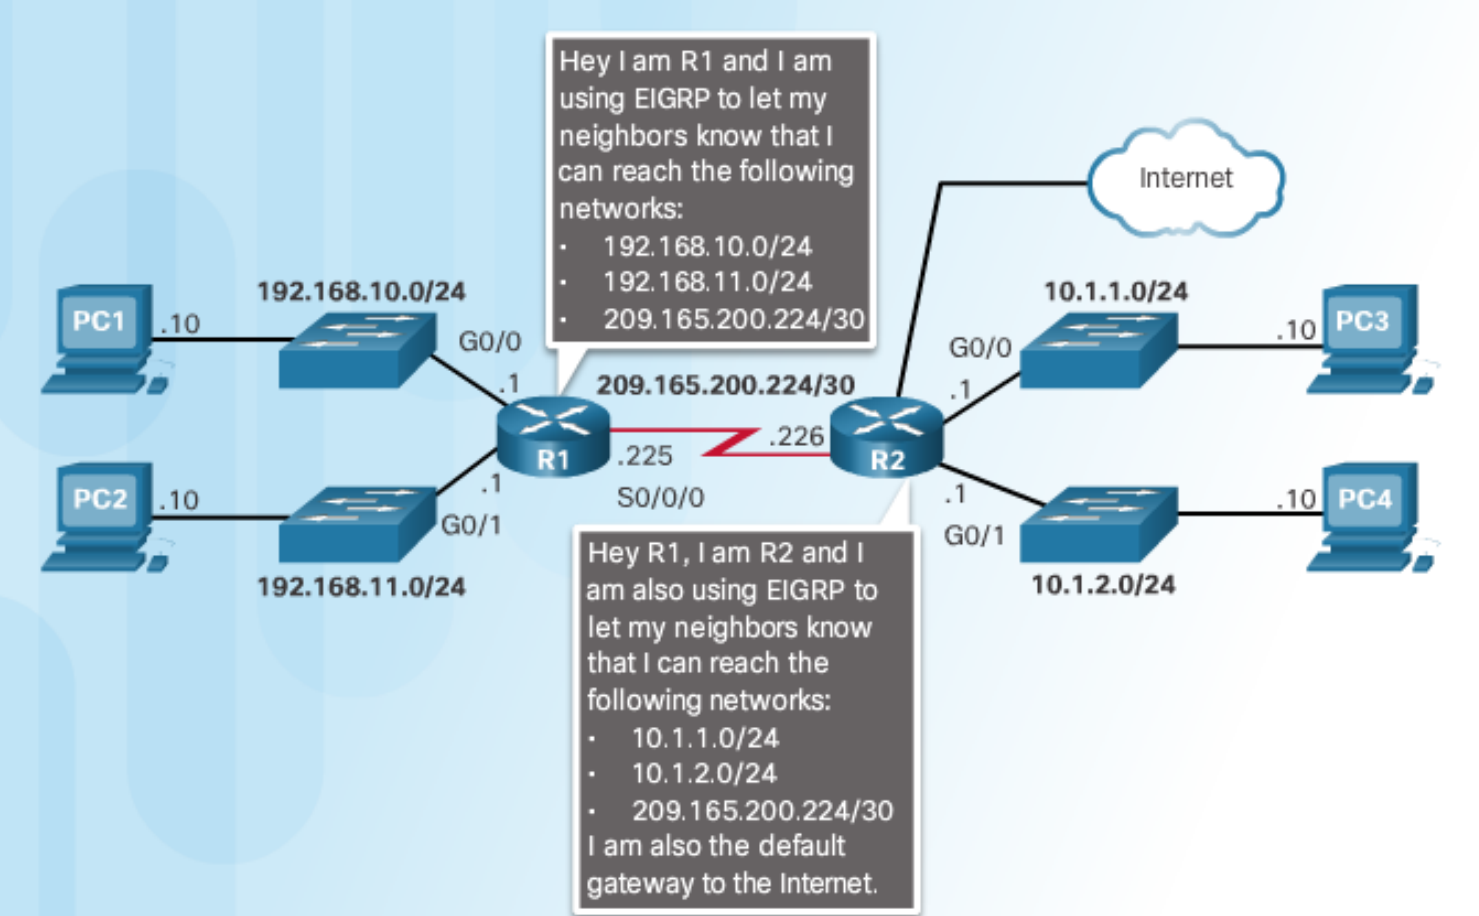 Hey I am R1 and I am
using EIGRP to let my
neighbors know that I
can reach the following
networks:
· 192.168.10.0/24
· 192.168.11.0/24
· 209.165.200.224/30
Internet
192.168.10.0/24
10.1.1.0/24
PC1
.10
G0/0
.1
209.165.200.224/30
G0/0
.1
.10
PC3
R1
.225
S0/0/0
.226
R2
PC2
.10
.1
G0/1
192.168.11.0/24
.1
G0/1
.10
PC4
10.1.2.0/24
Hey R1, I am R2 and I
am also using EIGRP to
let my neighbors know
that I can reach the
following networks:
· 10.1.1.0/24
· 10.1.2.0/24
· 209.165.200.224/30
I am also the default
gateway to the Internet.